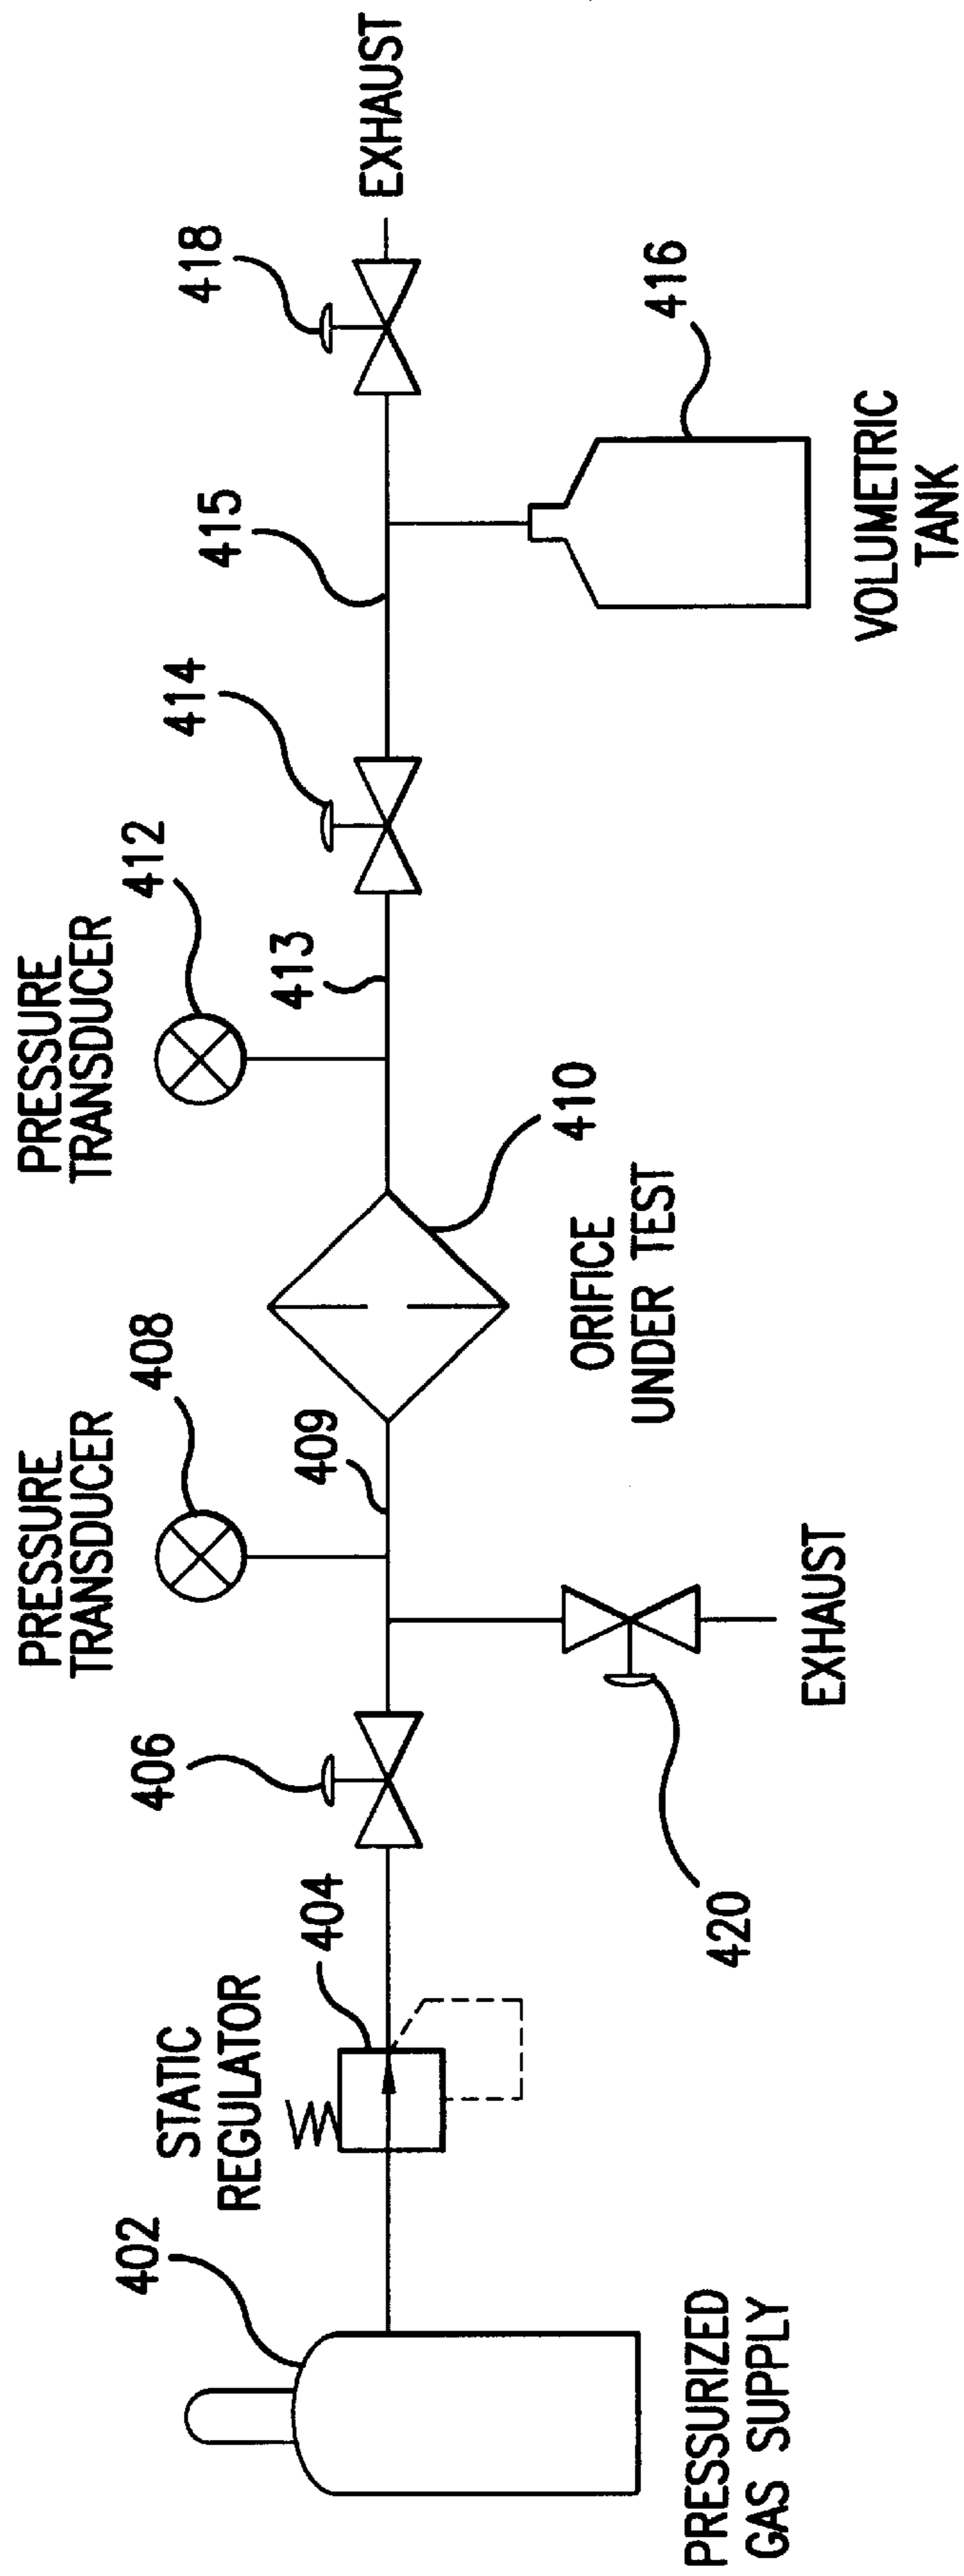 402
PRESSURIZED
GAS SUPPLY
STATIC
REGULATOR
404
406
420
EXHAUST
PRESSURE
TRANSDUCER
408
409
ORIFICE
UNDER TEST
410
PRESSURE
TRANSDUCER
412
413
414
415
VOLUMETRIC
TANK
416
418
EXHAUST